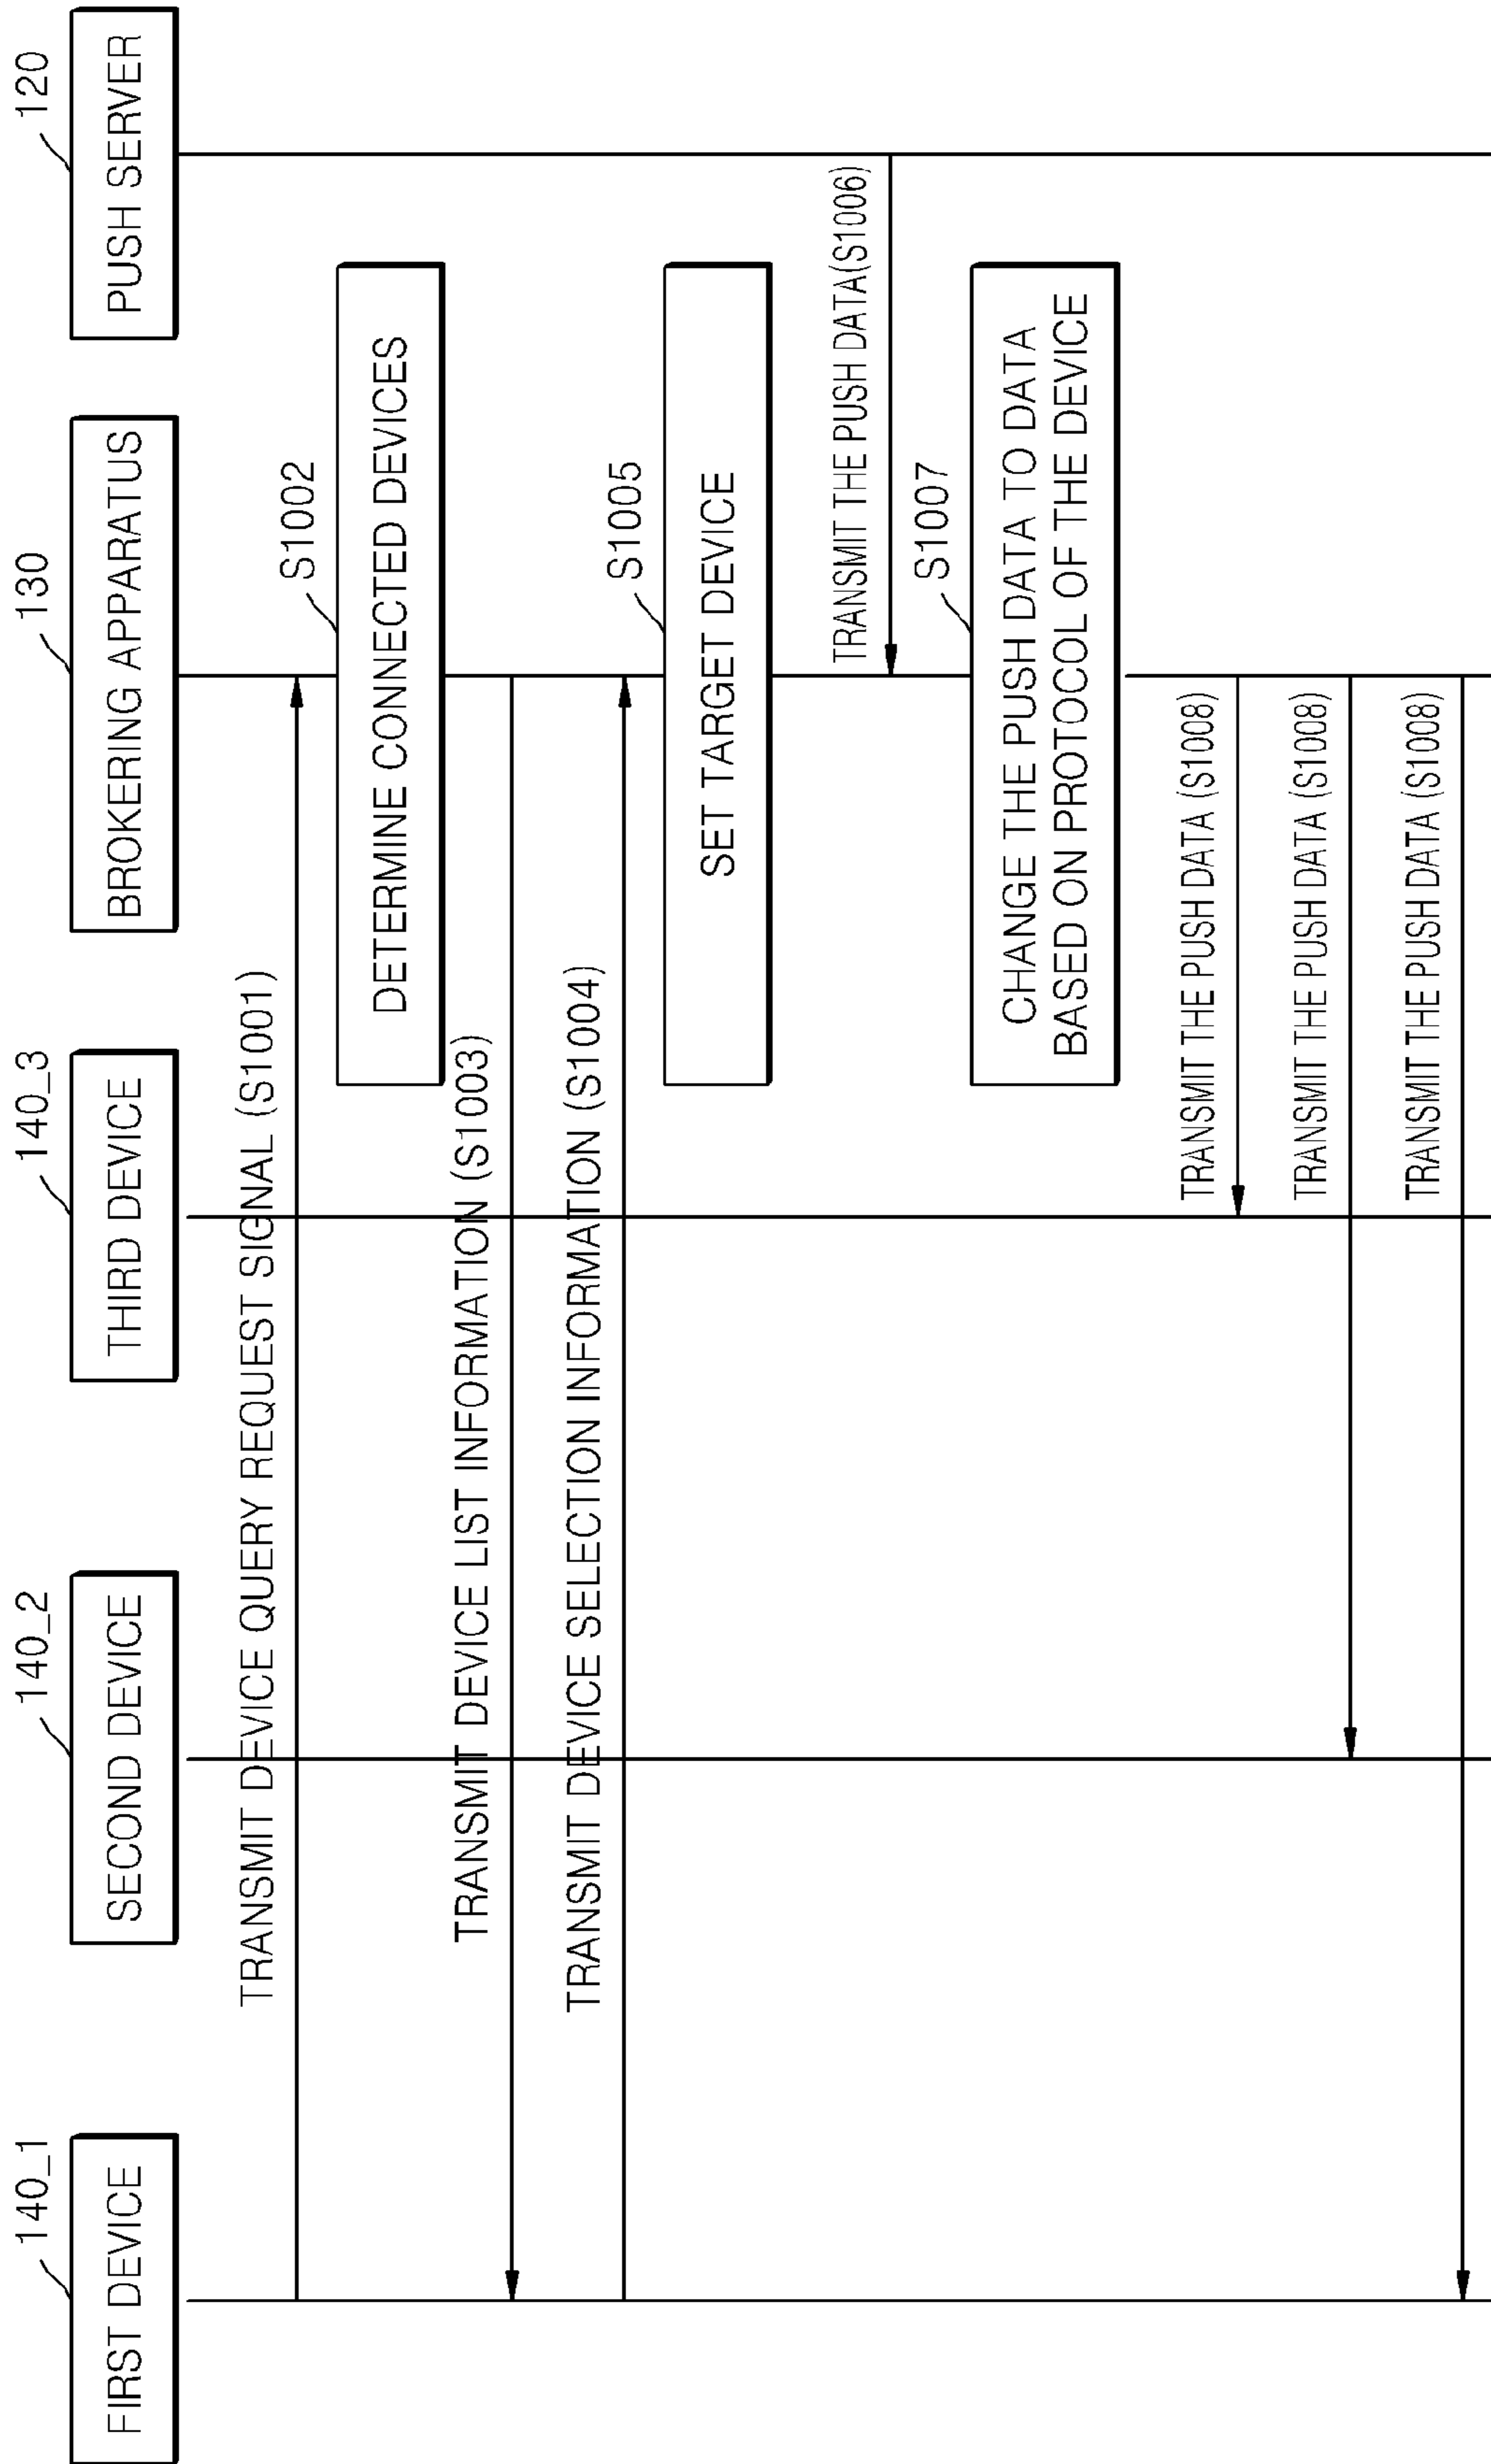 140_1
140_2
140_3
130
120
FIRST DEVICE
SECOND DEVICE
THIRD DEVICE
BROKERING APPARATUS
PUSH SERVER
TRANSMIT DEVICE QUERY REQUEST SIGNAL (S1001)
S1002
DETERMINE CONNECTED DEVICES
TRANSMIT DEVICE LIST INFORMATION (S1003)
TRANSMIT DEVICE SELECTION INFORMATION (S1004)
S1005
SET TARGET DEVICE
TRANSMIT THE PUSH DATA(S1006)
S1007
CHANGE THE PUSH DATA TO DATA
BASED ON PROTOCOL OF THE DEVICE
TRANSMIT THE PUSH DATA (S1008)
TRANSMIT THE PUSH DATA (S1008)
TRANSMIT THE PUSH DATA (S1008)